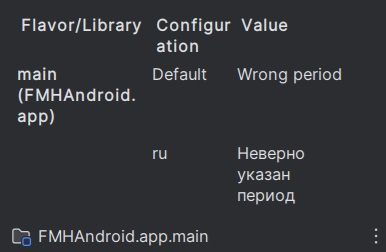 Flavor/Library Configur Value
ation
main Default Wrong period
(FMHAndroid.
app)
ru Неверно
указан
период
FMHAndroid.app.main